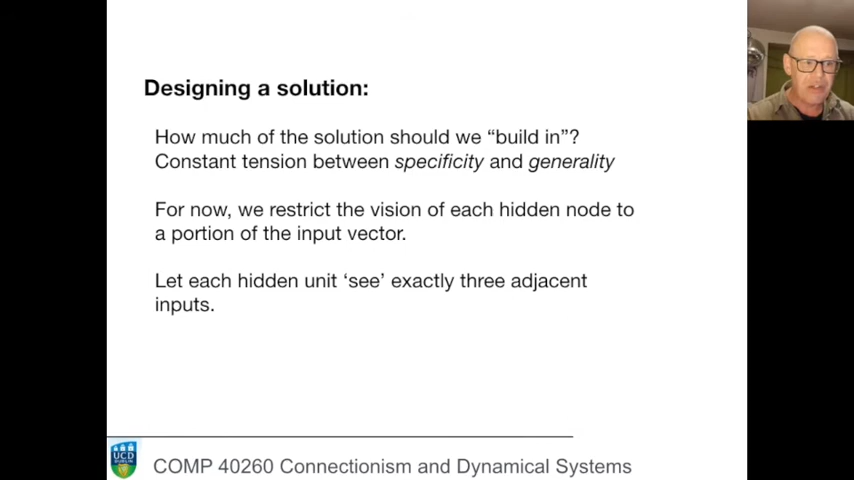 Designing a solution:
How much of the solution should we “build in”?
Constant tension between specificity and generality
For now, we restrict the vision of each hidden node to
a portion of the input vector.
Let each hidden unit ‘see’ exactly three adjacent
inputs.
UCD
DUBLIN
COMP 40260 Connectionism and Dynamical Systems